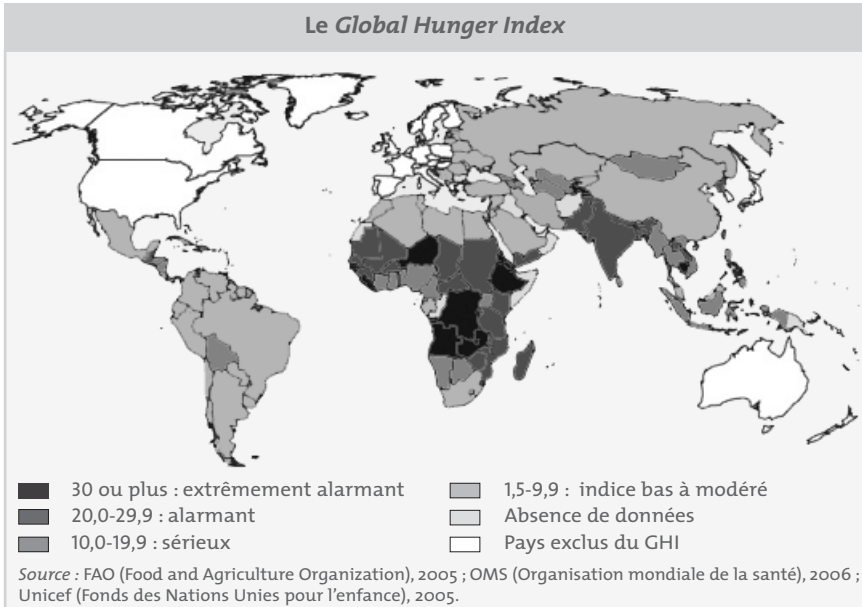 Le Global Hunger Index
30 ou plus : extrêmement alarmant
20,0-29,9 : alarmant
10,0-19,9 : sérieux
1,5-9,9 : indice bas à modéré
Absence de données
Pays exclus du GHI
Source : FAO (Food and Agriculture Organization), 2005 ; OMS (Organisation mondiale de la santé), 2006 ;
Unicef (Fonds des Nations Unies pour l'enfance), 2005.